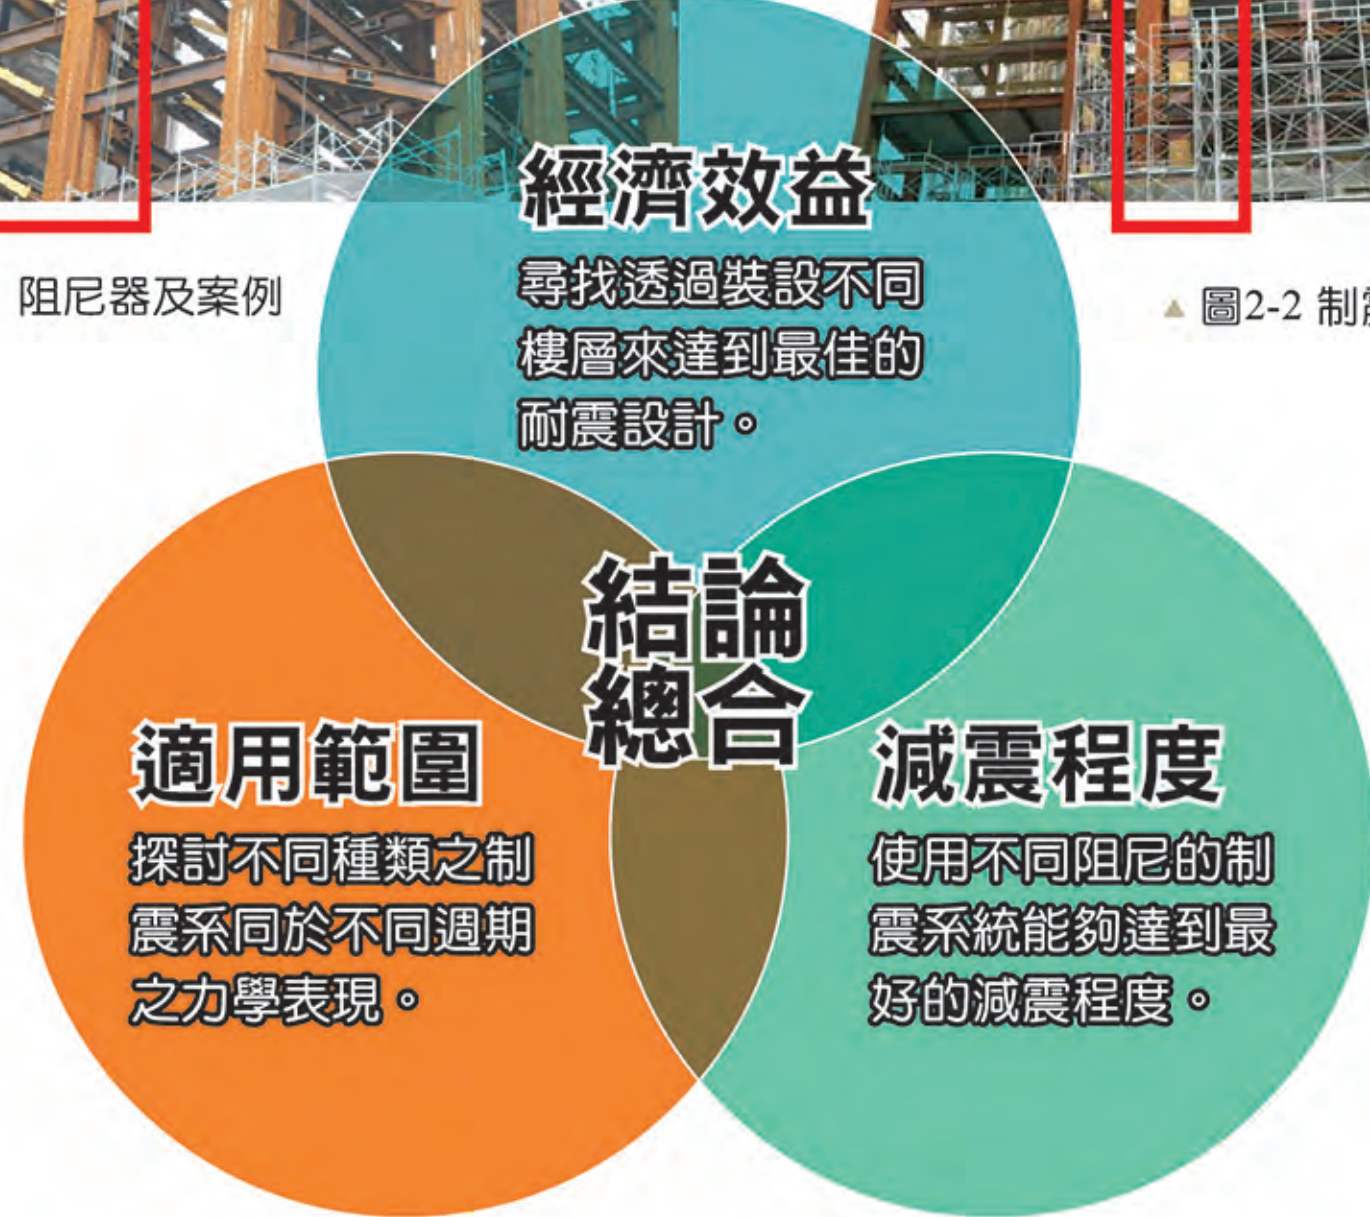 經濟效益
尋找透過裝設不同
樓層來達到最佳的
耐震設計。
阻尼器及案例
▲ 圖2-2 制震
結論
總合
適用範圍
探討不同種類之制
震系同於不同週期
之力學表現。
減震程度
使用不同阻尼的制
震系統能夠達到最
好的減震程度。